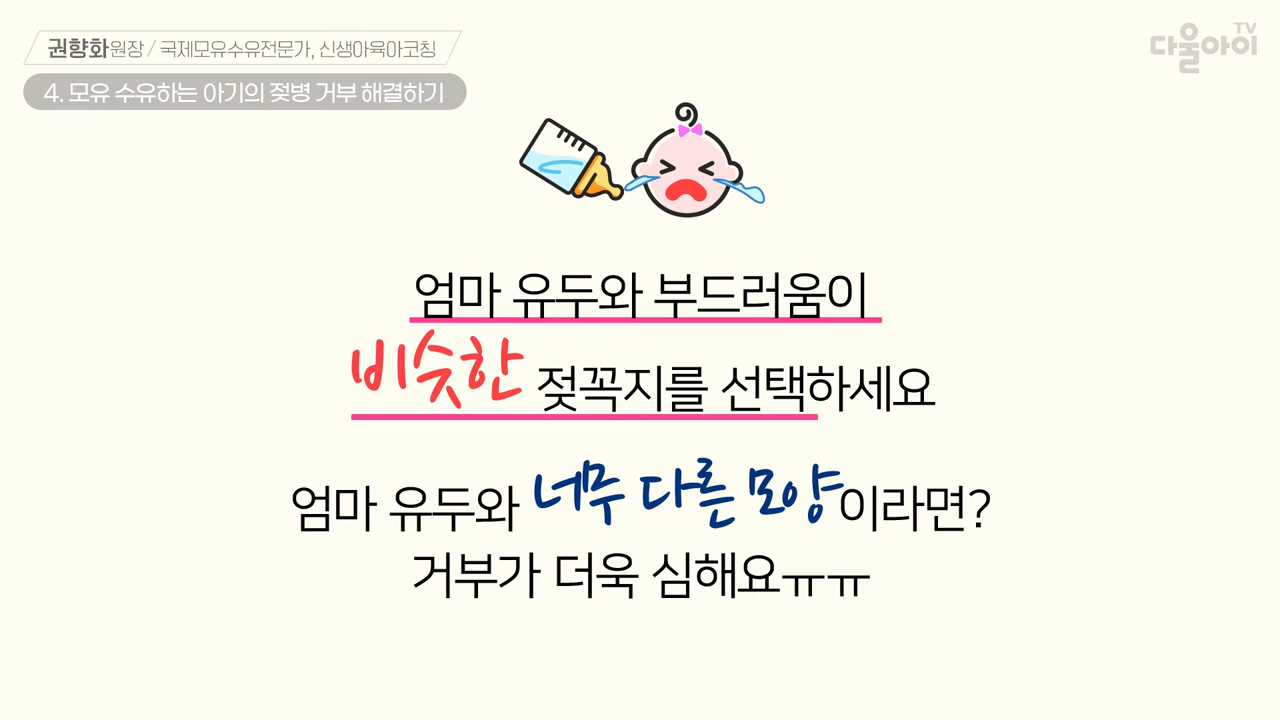 권향화원장 / 국제모유수유전문가, 신생아육아코칭
다울아이 TV
4. 모유 수유하는 아기의 젖병 거부 해결하기
엄마 유두와 부드러움이
비슷한 젖꼭지를 선택하세요
엄마 유두와 너무 다른 모양이라면?
거부가 더욱 심해요ㅠㅠ